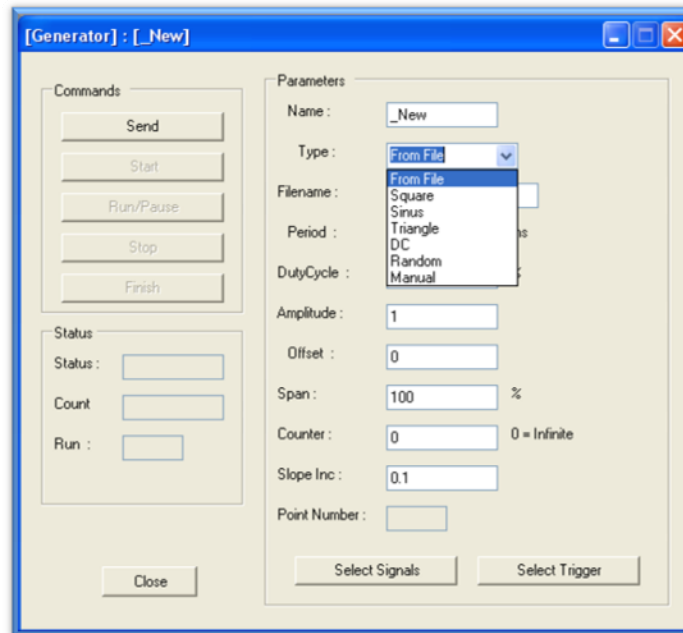 [Generator] : [_New]
Commands
Send
Start
Run/Pause
Stop
Finish
Status
Status :
Count
Run :
Close
Parameters
Name : _New
Type : From File
From File
Square
Sinus
Triangle
DC
Random
Manual
Filename :
Period :
DutyCycle :
Amplitude : 1
Offset : 0
Span : 100 %
Counter : 0 0 = Infinite
Slope Inc : 0.1
Point Number :
Select Signals Select Trigger